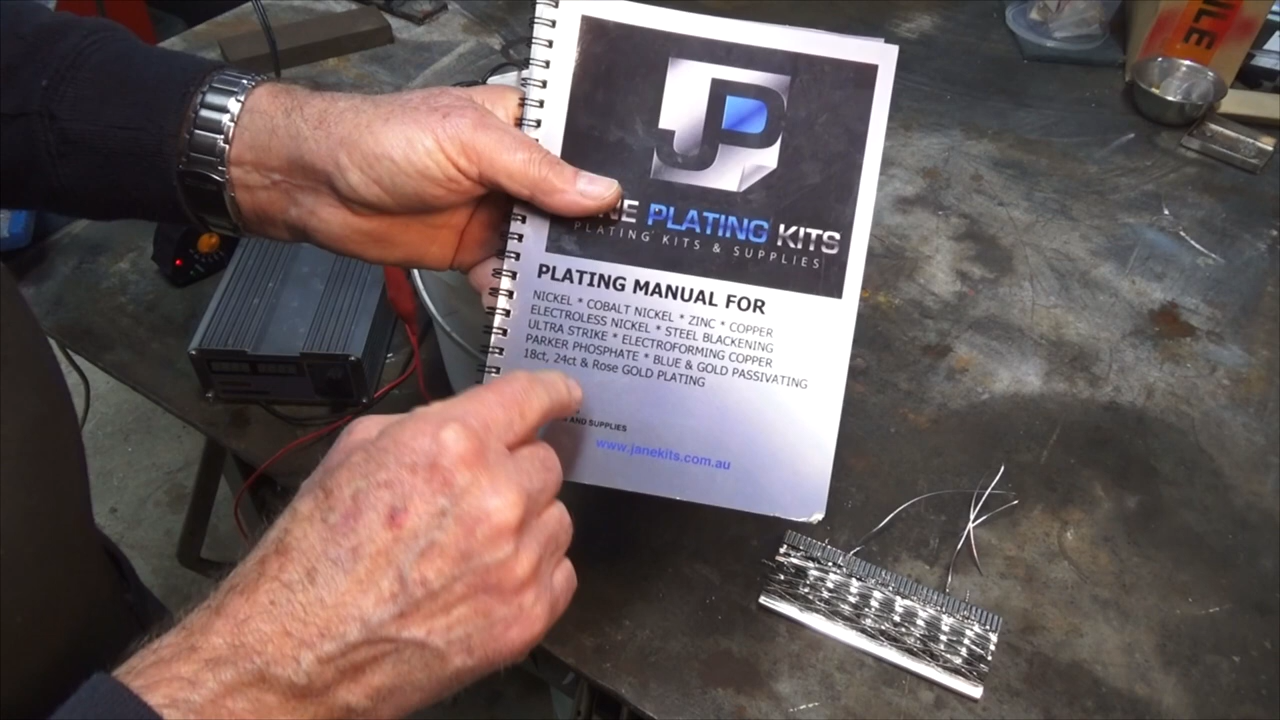 JP
NE PLATING KITS
PLATING KITS & SUPPLIES
PLATING MANUAL FOR
NICKEL * COBALT NICKEL * ZINC * COPPER
ELECTROLESS NICKEL * STEEL BLACKENING
ULTRA STRIKE * ELECTROFORMING COPPER
PARKER PHOSPHATE * BLUE & GOLD PASSIVATING
18ct, 24ct & Rose GOLD PLATING
AND SUPPLIES
www.janekits.com.au
ILE